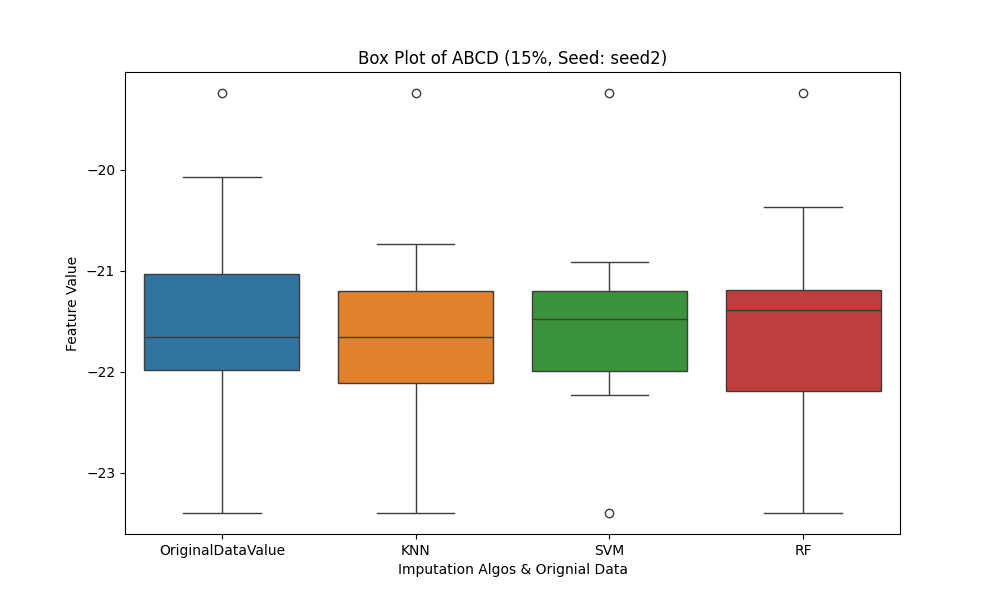 Box Plot of ABCD (15%, Seed: seed2)
Feature Value
−20
−21
−22
−23
OriginalDataValue KNN SVM RF
Imputation Algos & Orignial Data